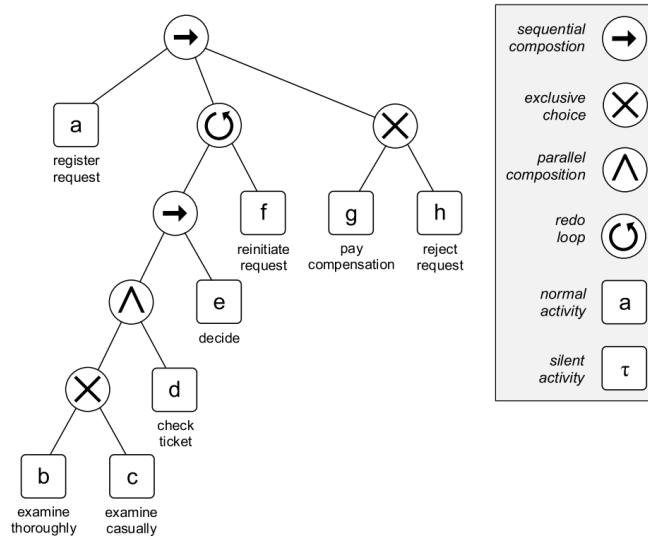 a
register
request
f
reinitiate
request
g
pay
compensation
h
reject
request
e
decide
d
check
ticket
b
examine
thoroughly
c
examine
casually
sequential
compostion
exclusive
choice
parallel
composition
redo
loop
normal
activity
a
silent
activity
τ